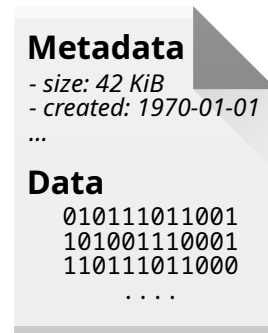 Metadata
- size: 42 KiB
- created: 1970-01-01
...
Data
010111011001
101001110001
110111011000
....